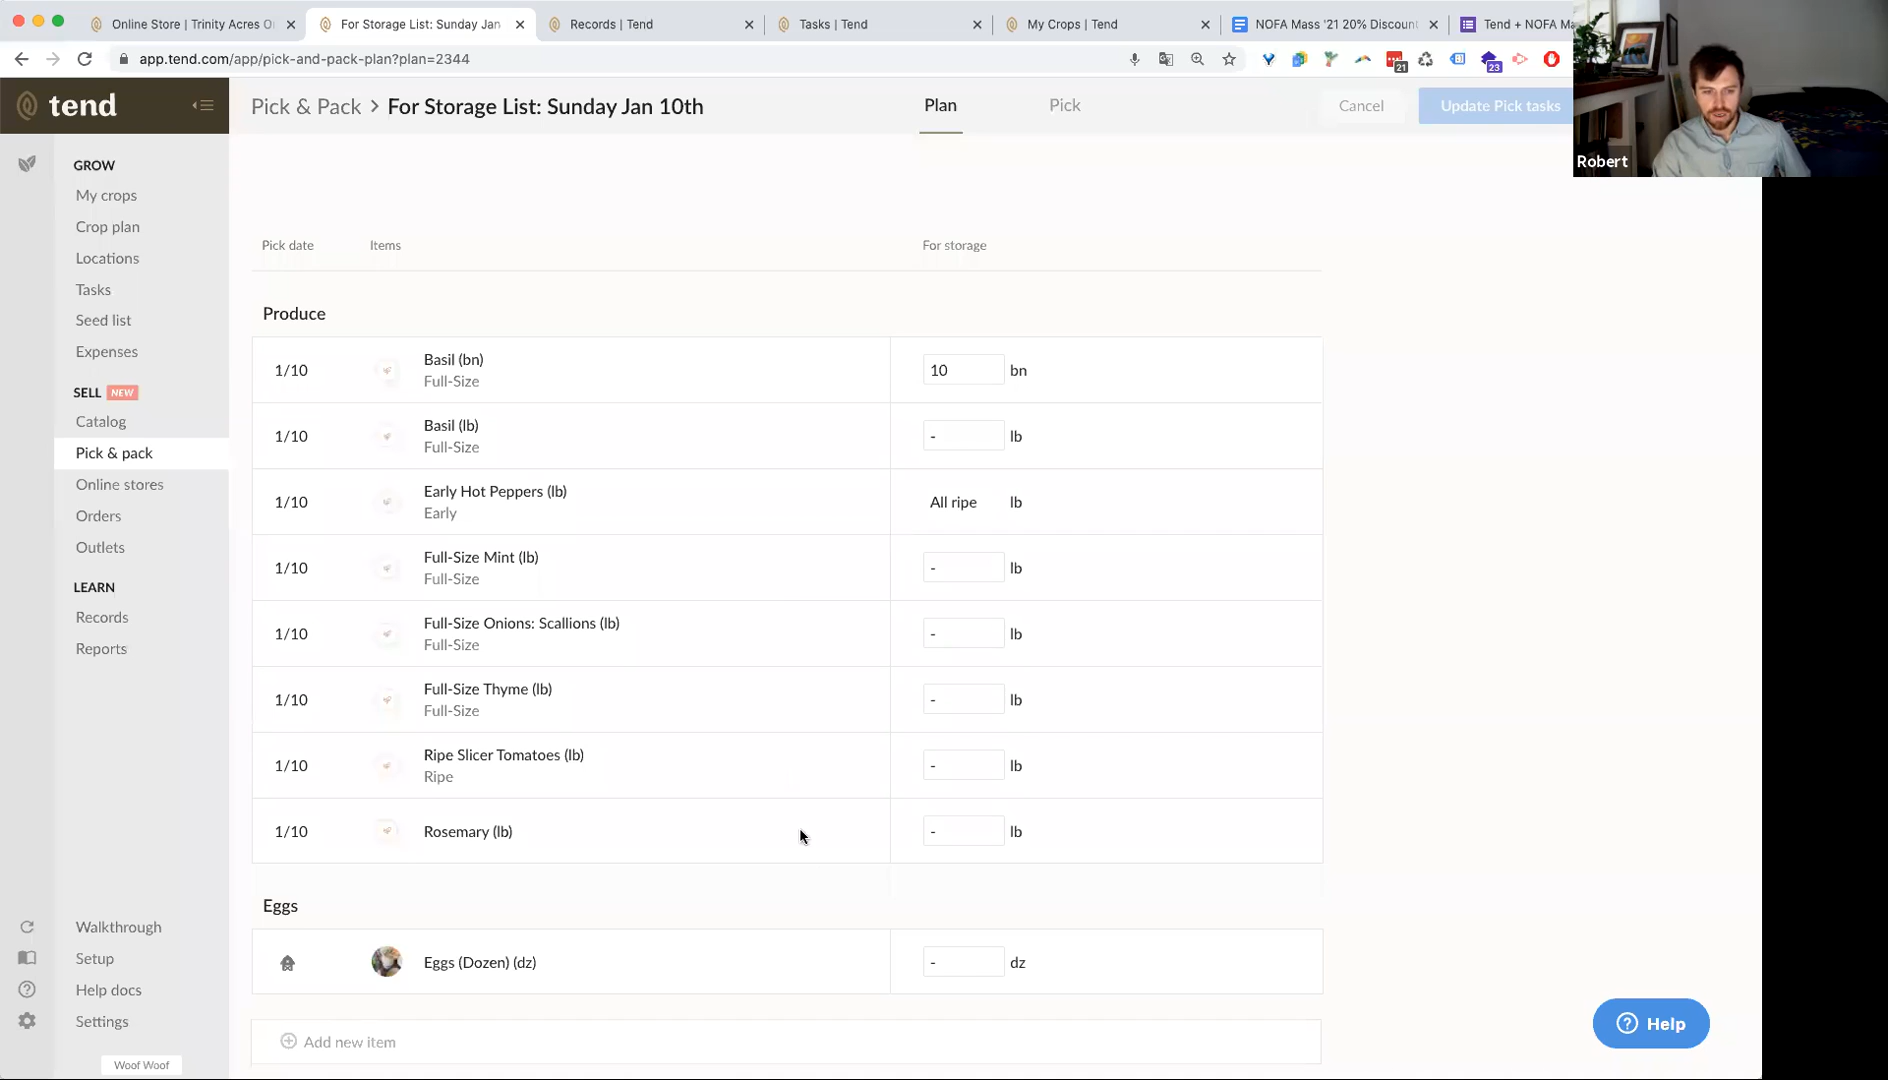 Online Store | Trinity Acres O
For Storage List: Sunday Jan
Records | Tend
Tasks | Tend
My Crops | Tend
NOFA Mass '21 20% Discount
Tend + NOFA Ma
app.tend.com/app/pick-and-pack-plan?plan=2344
21
23
tend
Pick & Pack > For Storage List: Sunday Jan 10th
Plan
Pick
Cancel
Update Pick tasks
Robert
GROW
My crops
Crop plan
Locations
Tasks
Seed list
Expenses
SELL NEW
Catalog
Pick & pack
Online stores
Orders
Outlets
LEARN
Records
Reports
Walkthrough
Setup
Help docs
Settings
Woof Woof
Pick date
Items
For storage
Produce
1/10
Basil (bn)
Full-Size
10 bn
1/10
Basil (lb)
Full-Size
- lb
1/10
Early Hot Peppers (lb)
Early
All ripe lb
1/10
Full-Size Mint (lb)
Full-Size
- lb
1/10
Full-Size Onions: Scallions (lb)
Full-Size
- lb
1/10
Full-Size Thyme (lb)
Full-Size
- lb
1/10
Ripe Slicer Tomatoes (lb)
Ripe
- lb
1/10
Rosemary (lb)
- lb
Eggs
Eggs (Dozen) (dz)
- dz
Add new item
Help